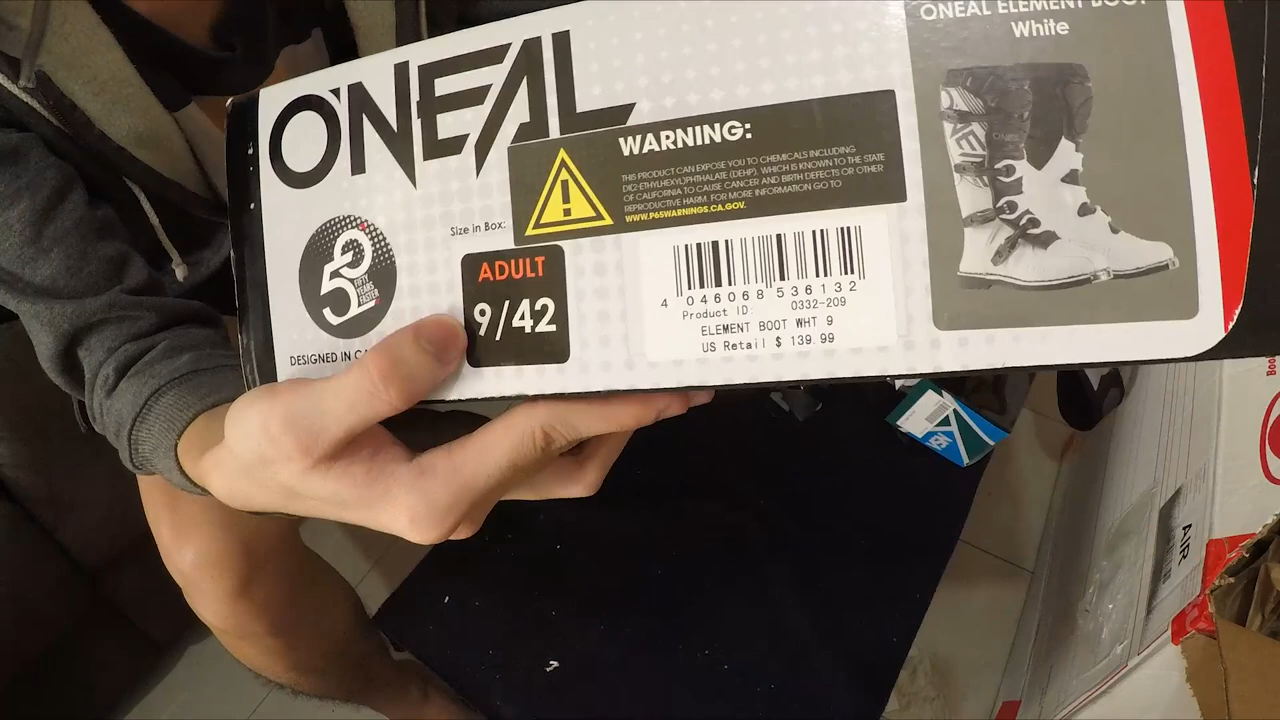 O'NEAL
ONEAL ELEMENT BOOT
White
WARNING:
THIS PRODUCT CAN EXPOSE YOU TO CHEMICALS INCLUDING
DI(2-ETHYLHEXYL)PHTHALATE (DEHP), WHICH IS KNOWN TO THE STATE
OF CALIFORNIA TO CAUSE CANCER AND BIRTH DEFECTS OR OTHER
REPRODUCTIVE HARM. FOR MORE INFORMATION GO TO
WWW.P65WARNINGS.CA.GOV.
Size in Box:
ADULT
9/42
50
FIFTY
YEARS
FASTER
4 046068 536132
Product ID: 0332-209
ELEMENT BOOT WHT 9
US Retail $ 139.99
DESIGNED IN CA
AIR